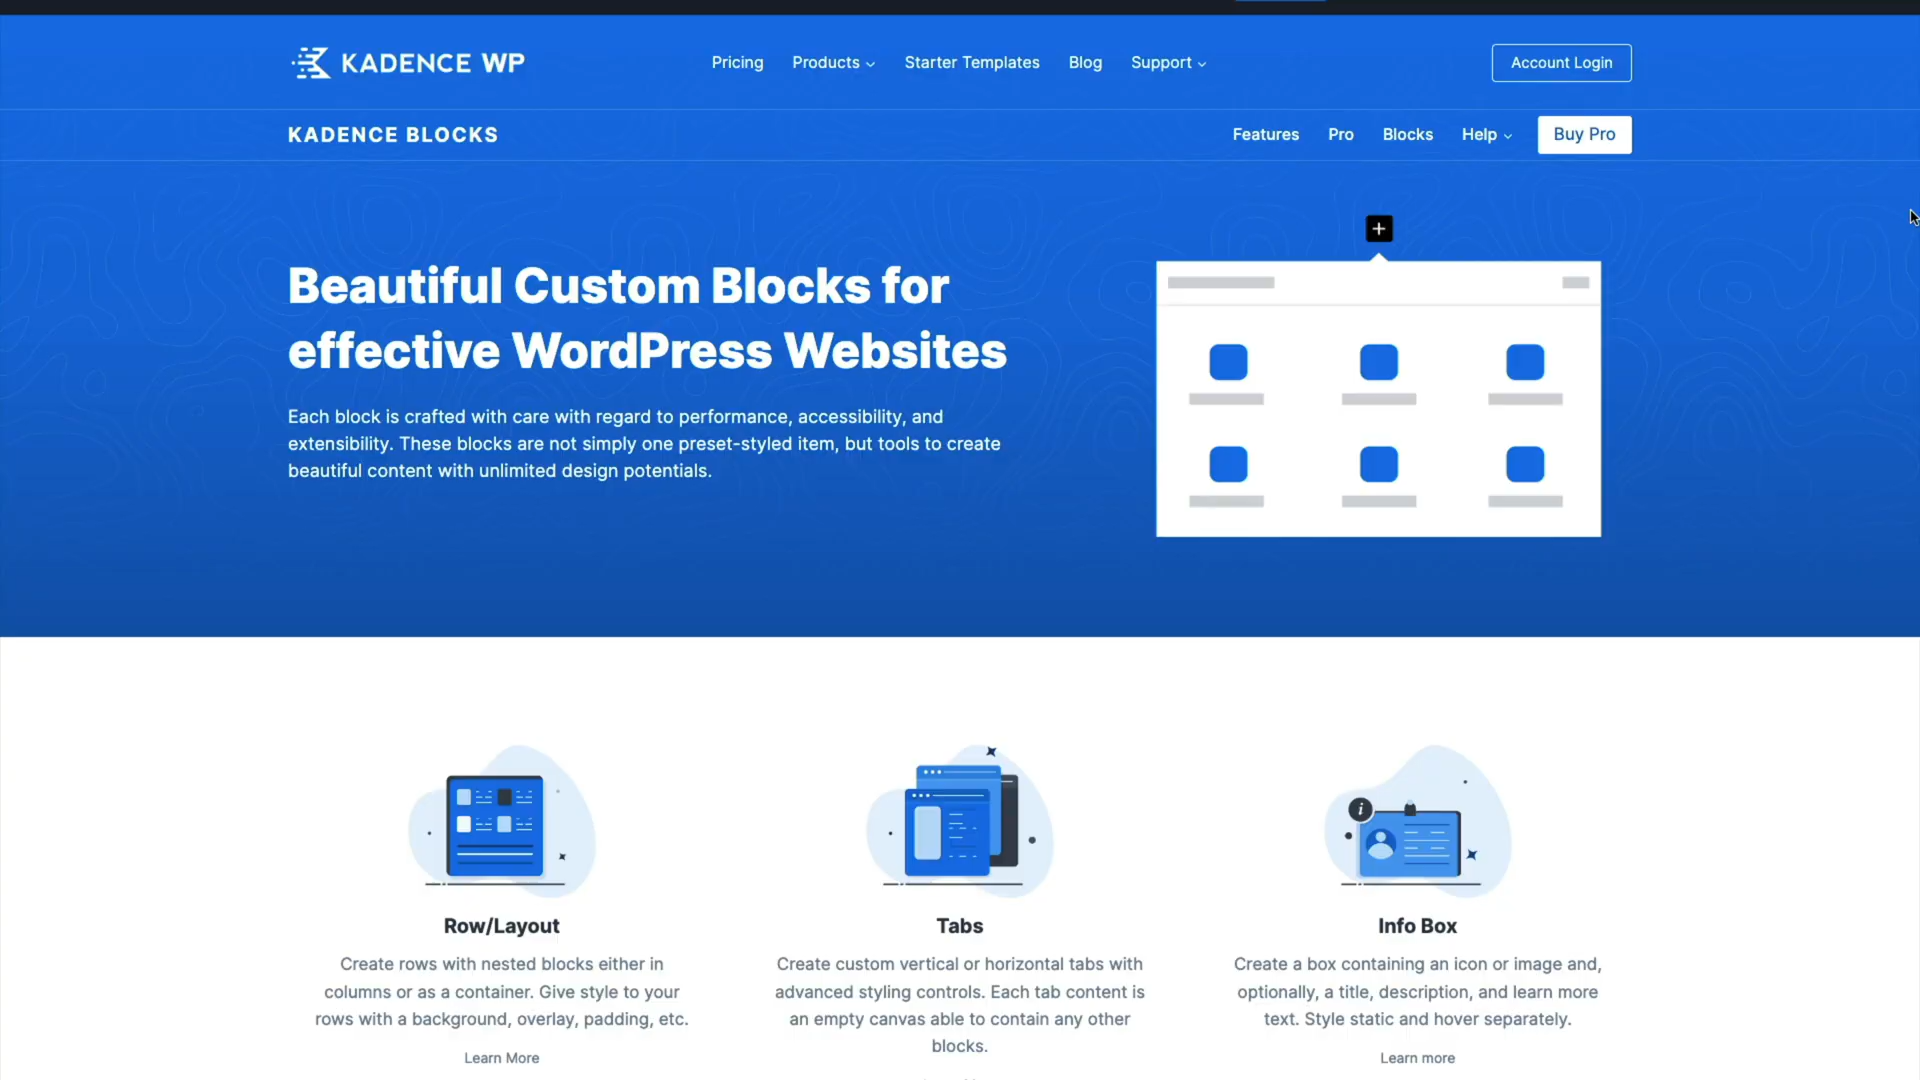 KADENCE WP
Pricing
Products
Starter Templates
Blog
Support
Account Login
KADENCE BLOCKS
Features
Pro
Blocks
Help
Buy Pro
Beautiful Custom Blocks for
effective WordPress Websites
Each block is crafted with care with regard to performance, accessibility, and
extensibility. These blocks are not simply one preset-styled item, but tools to create
beautiful content with unlimited design potentials.
Row/Layout
Create rows with nested blocks either in
columns or as a container. Give style to your
rows with a background, overlay, padding, etc.
Learn More
Tabs
Create custom vertical or horizontal tabs with
advanced styling controls. Each tab content is
an empty canvas able to contain any other
blocks.
i
Info Box
Create a box containing an icon or image and,
optionally, a title, description, and learn more
text. Style static and hover separately.
Learn more